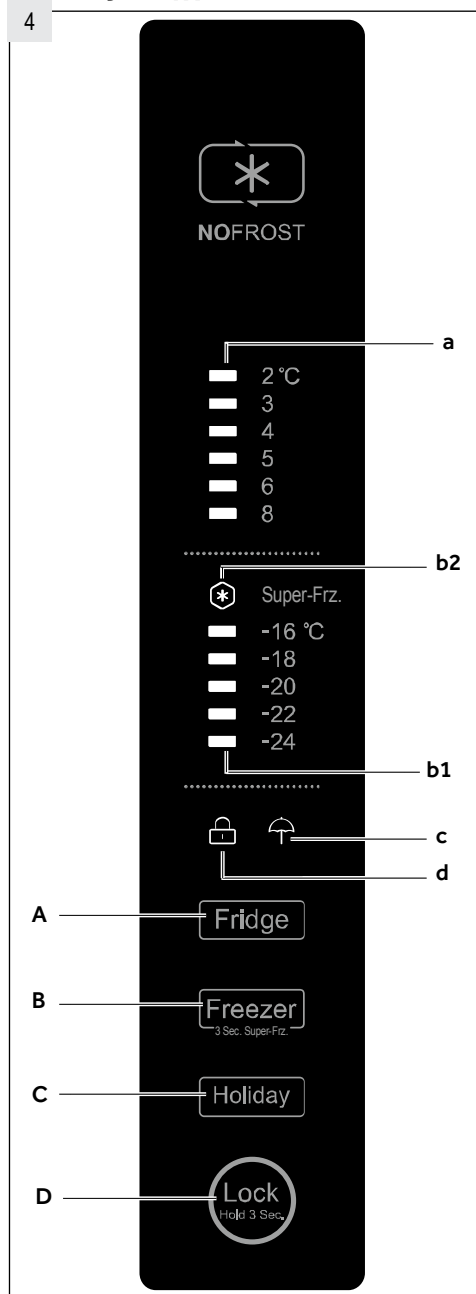 4
NOFROST
a
2 °C
3
4
5
6
8
b2
Super-Frz.
-16 °C
-18
-20
-22
-24
b1
c
d
A
Fridge
B
Freezer
3 Sec. Super-Frz.
C
Holiday
D
Lock
Hold 3 Sec.